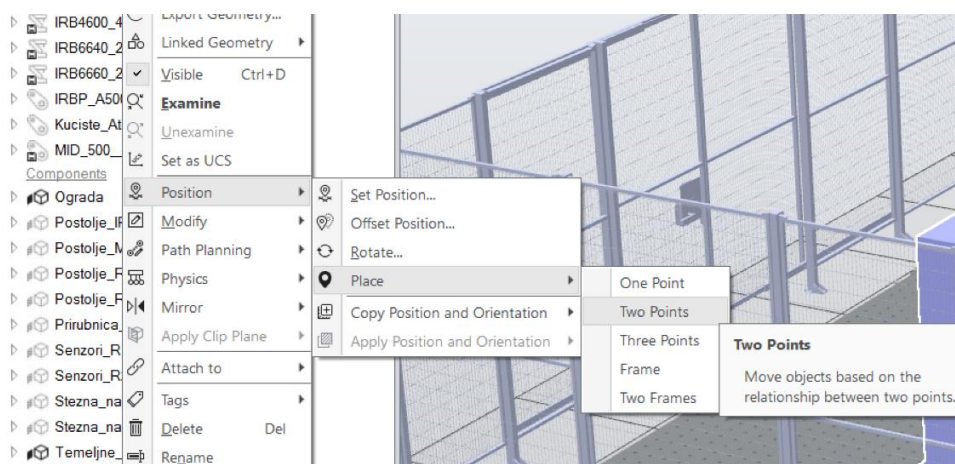 Export Geometry...
IRB4600_4
Linked Geometry
IRB6640_2
IRB6660_2
Visible Ctrl+D
IRBP_A50
Examine
Kuciste_At
Unexamine
MID_500__
Set as UCS
Components
Ograda
Position
Set Position...
Postolje_I
Modify
Offset Position...
Postolje_M
Path Planning
Rotate...
Postolje_F
Physics
Place
One Point
Postolje_F
Mirror
Copy Position and Orientation
Two Points
Prirubnica_
Apply Clip Plane
Apply Position and Orientation
Three Points
Two Points
Senzori_R
Attach to
Frame
Move objects based on the
Senzori_R
Tags
Two Frames
relationship between two points.
Stezna_na
Delete Del
Stezna_na
Rename
Temeljne_